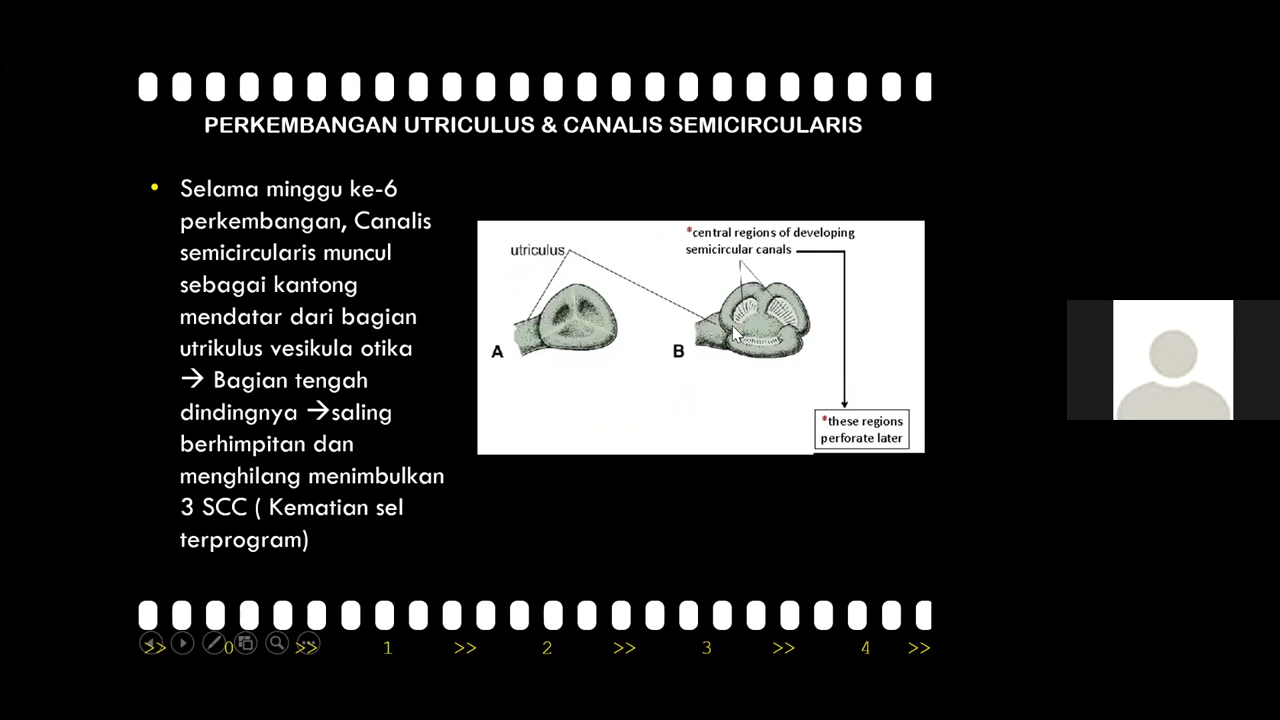 PERKEMBANGAN UTRICULUS & CANALIS SEMICIRCULARIS
• Selama minggu ke-6
perkembangan, Canalis
semicircularis muncul
sebagai kantong
mendatar dari bagian
utrikulus vesikula otika
→ Bagian tengah
dindingnya →saling
berhimpitan dan
menghilang menimbulkan
3 SCC ( Kematian sel
terprogram)
utriculus
*central regions of developing
semicircular canals
A
B
*these regions
perforate later
>> 0 >> 1 >> 2 >> 3 >> 4 >>